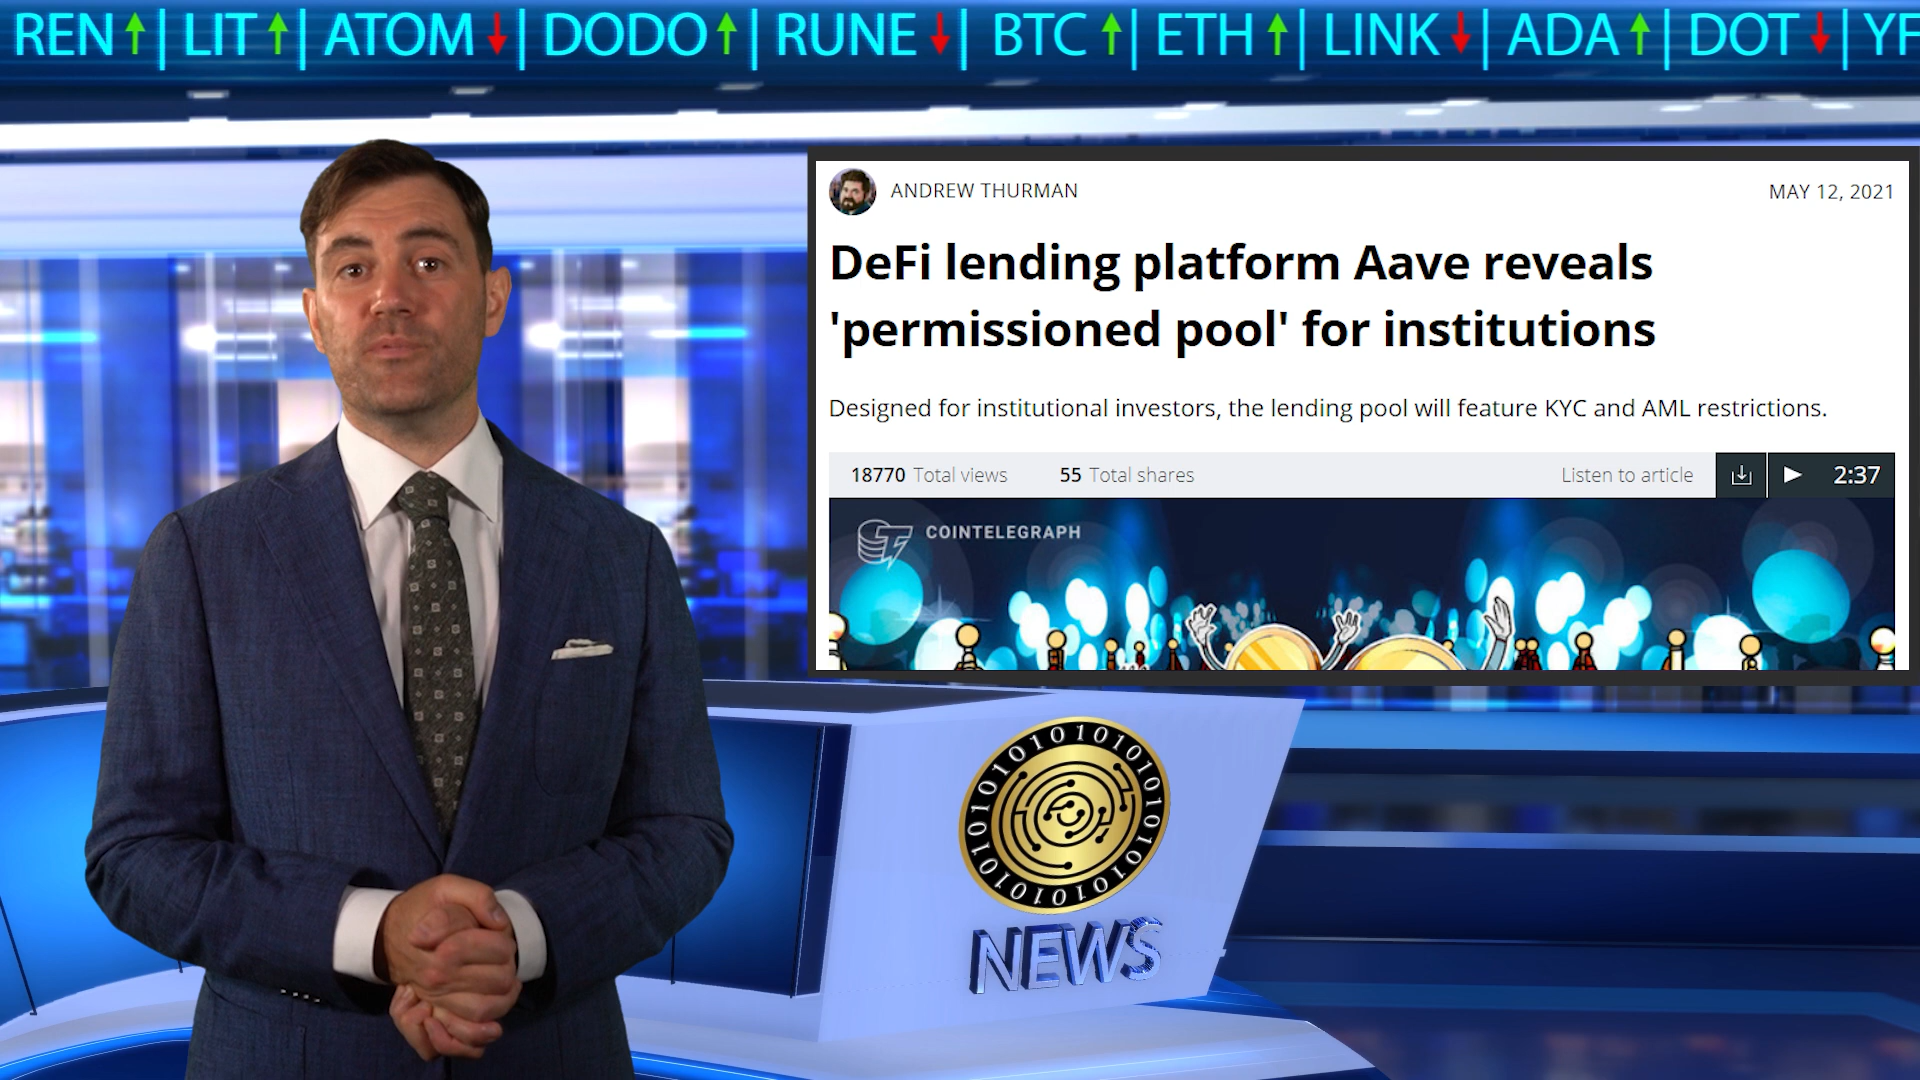 REN | LIT | ATOM | DODO | RUNE | BTC | ETH | LINK | ADA | DOT | YF
ANDREW THURMAN
MAY 12, 2021
DeFi lending platform Aave reveals
'permissioned pool' for institutions
Designed for institutional investors, the lending pool will feature KYC and AML restrictions.
18770 Total views 55 Total shares Listen to article 2:37
COINTELEGRAPH
NEWS